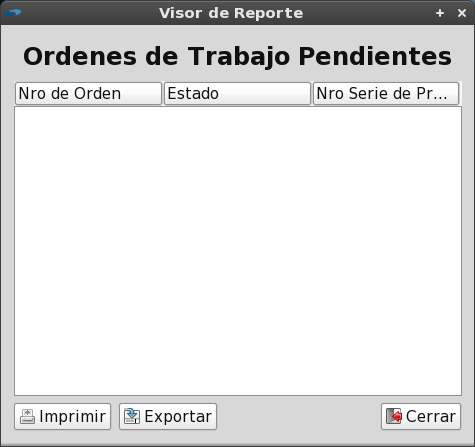 Visor de Reporte
Ordenes de Trabajo Pendientes
Nro de Orden Estado Nro Serie de Pr...
Imprimir Exportar Cerrar